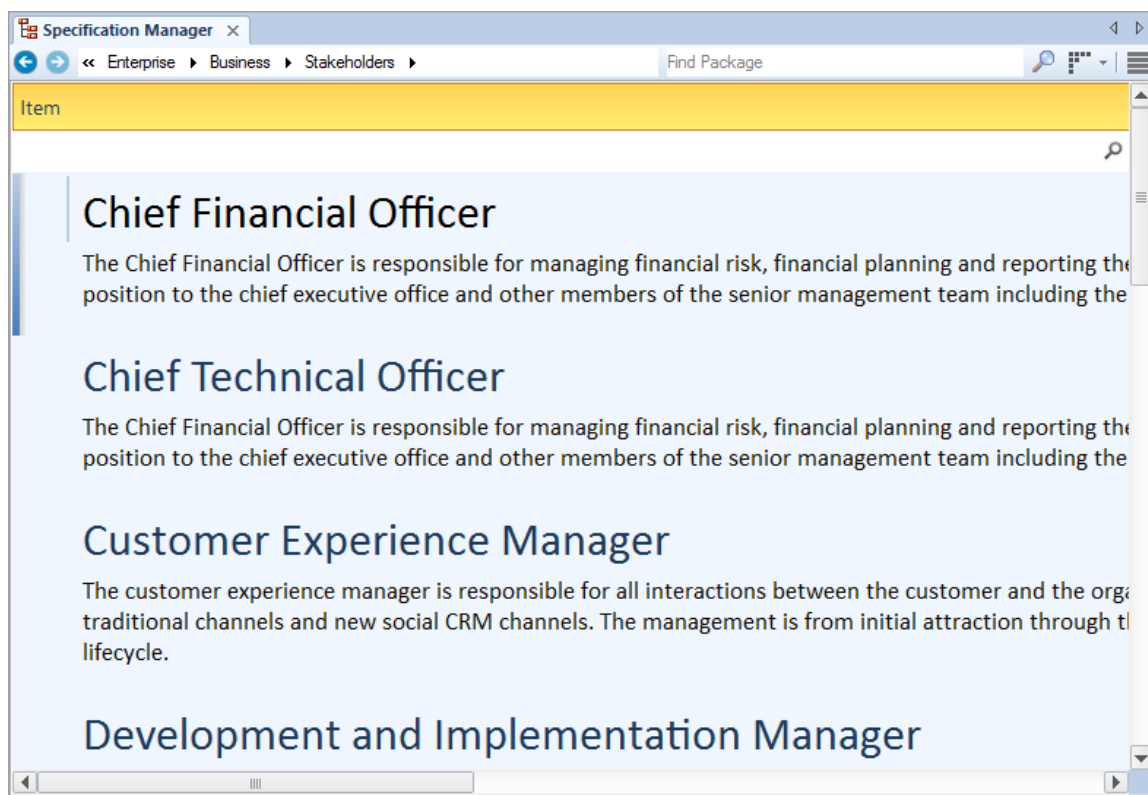 Specification Manager
« Enterprise Business Stakeholders Find Package
Item
Chief Financial Officer
The Chief Financial Officer is responsible for managing financial risk, financial planning and reporting the
position to the chief executive office and other members of the senior management team including the
Chief Technical Officer
The Chief Financial Officer is responsible for managing financial risk, financial planning and reporting the
position to the chief executive office and other members of the senior management team including the
Customer Experience Manager
The customer experience manager is responsible for all interactions between the customer and the
traditional channels and new social CRM channels. The management is from initial attraction through
lifecycle.
Development and Implementation Manager